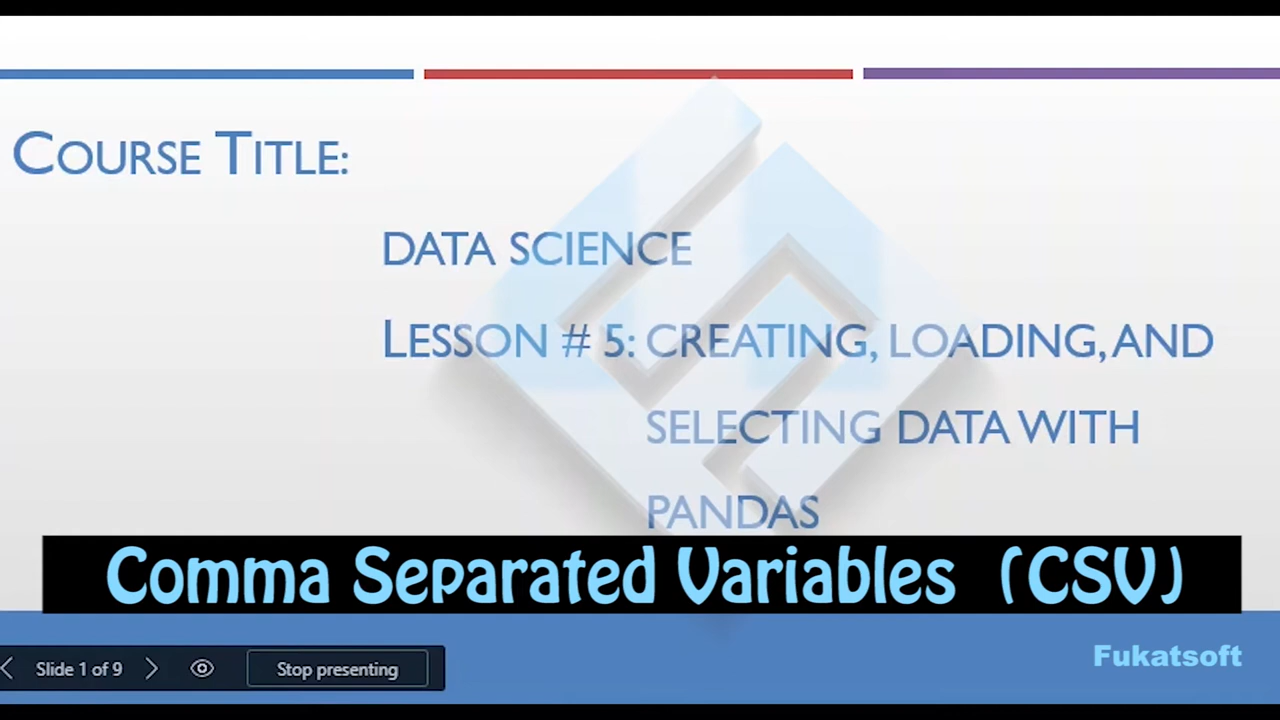 COURSE TITLE:
DATA SCIENCE
LESSON # 5: CREATING, LOADING, AND
SELECTING DATA WITH
PANDAS
Comma Separated Variables (CSV)
Fukatsoft
Slide 1 of 9
Stop presenting